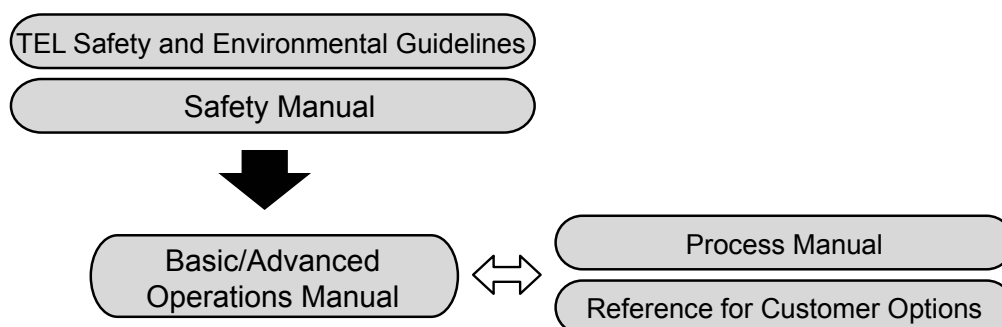 TEL Safety and Environmental Guidelines
Safety Manual
Basic/Advanced
Operations Manual
Process Manual
Reference for Customer Options